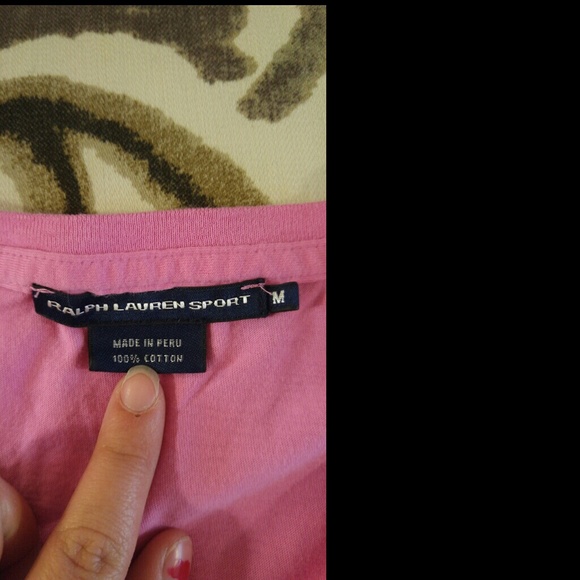 RALPH LAUREN SPORT M
MADE IN PERU
100% COTTON